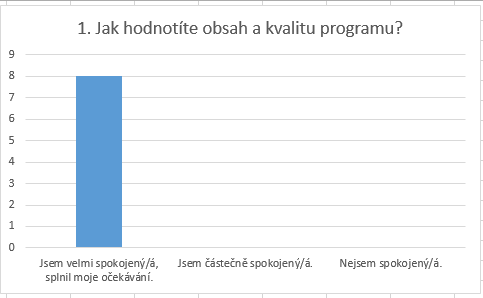 1. Jak hodnotíte obsah a kvalitu programu?
9
8
7
6
5
4
3
2
1
0
Jsem velmi spokojený/á,
splnil moje očekávání.
Jsem částečně spokojený/á.
Nejsem spokojený/á.